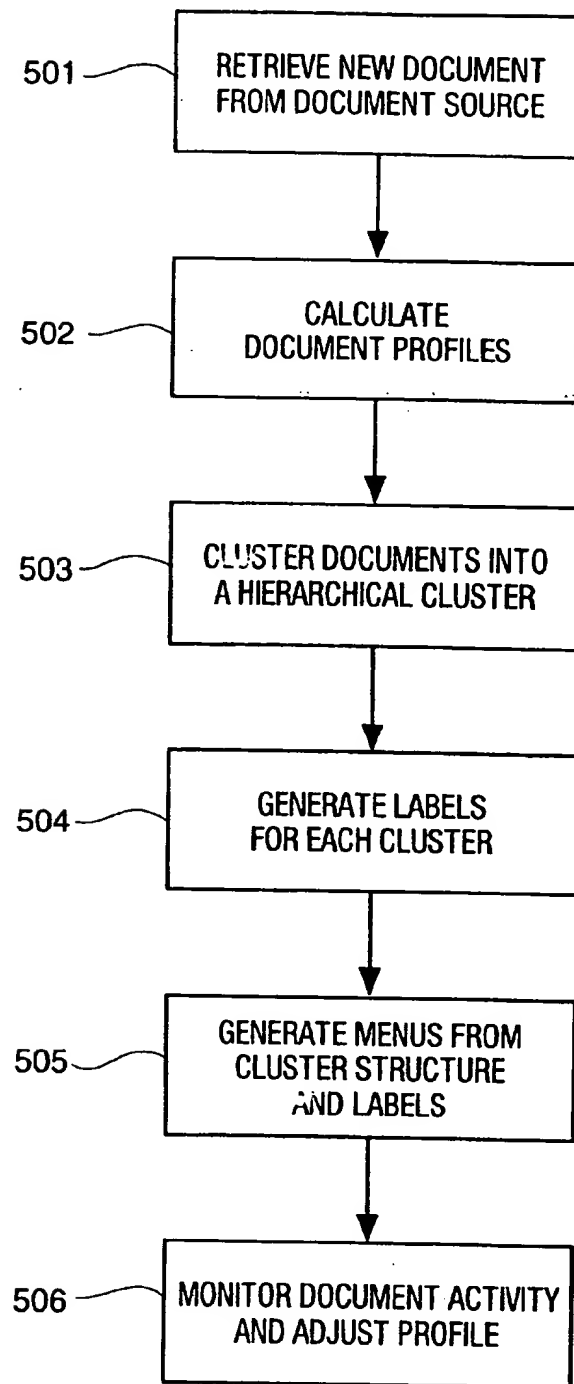 501
RETRIEVE NEW DOCUMENT
FROM DOCUMENT SOURCE
502
CALCULATE
DOCUMENT PROFILES
503
CLUSTER DOCUMENTS INTO
A HIERARCHICAL CLUSTER
504
GENERATE LABELS
FOR EACH CLUSTER
505
GENERATE MENUS FROM
CLUSTER STRUCTURE
AND LABELS
506
MONITOR DOCUMENT ACTIVITY
AND ADJUST PROFILE